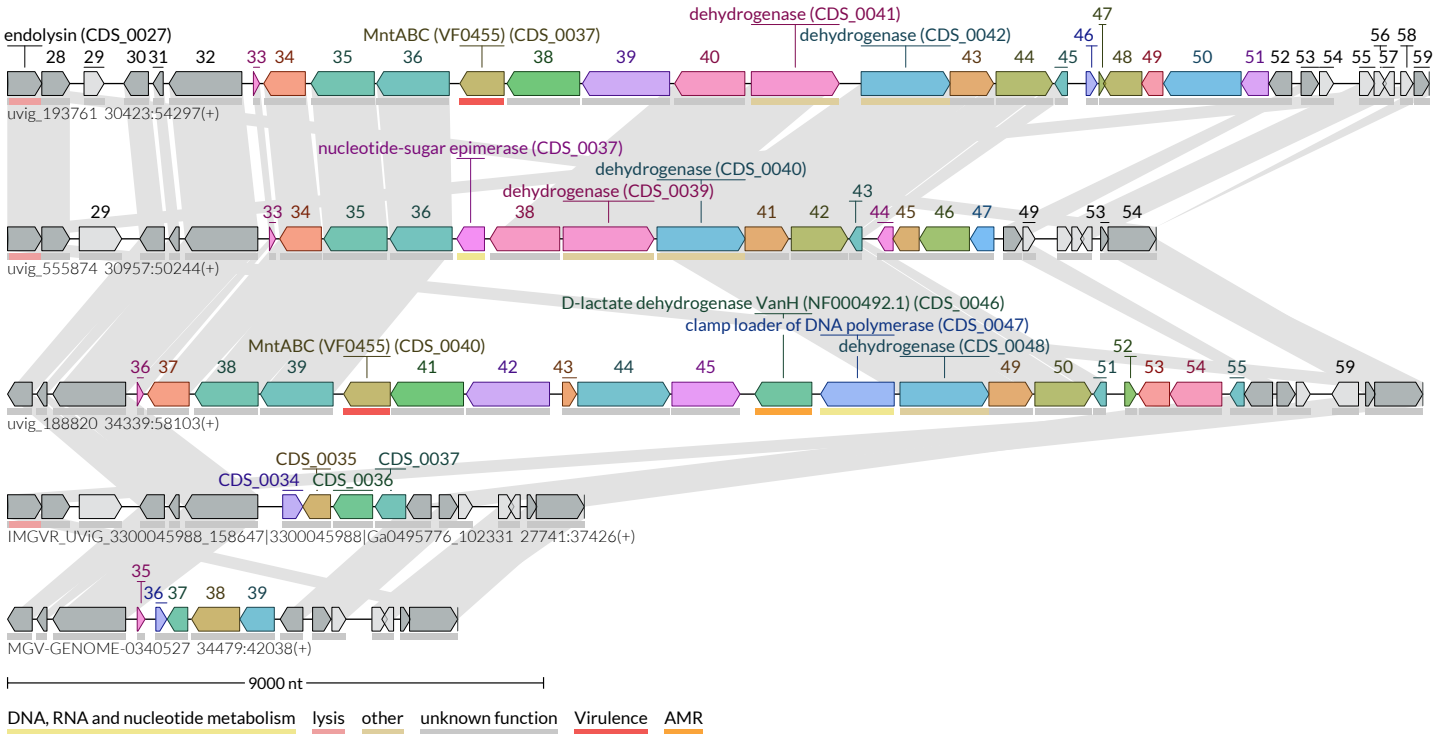 dehydrogenase (CDS_0041)
47
endolysin (CDS_0027) MntABC (VF0455) (CDS_0037) dehydrogenase (CDS_0042) 46 56 58
28 29 30 31 32 33 34 35 36 38 39 40 43 44 45 48 49 50 51 52 53 54 55 57 59
uvig_193761 30423:54297(+)
nucleotide-sugar epimerase (CDS_0037)
dehydrogenase (CDS_0040)
dehydrogenase (CDS_0039) 43
29 33 34 35 36 38 41 42 44 45 46 47 49 53 54
uvig_555874 30957:50244(+)
D-lactate dehydrogenase VanH (NF000492.1) (CDS_0046)
clamp loader of DNA polymerase (CDS_0047)
MntABC (VF0455) (CDS_0040) dehydrogenase (CDS_0048) 52
36 37 38 39 41 42 43 44 45 49 50 51 53 54 55 59
uvig_188820 34339:58103(+)
CDS_0035 CDS_0037
CDS_0034 CDS_0036
IMGVR_UViG_3300045988_158647|3300045988|Ga0495776_102331 27741:37426(+)
35
36 37 38 39
MGV-GENOME-0340527 34479:42038(+)
9000 nt
DNA, RNA and nucleotide metabolism lysis other unknown function Virulence AMR